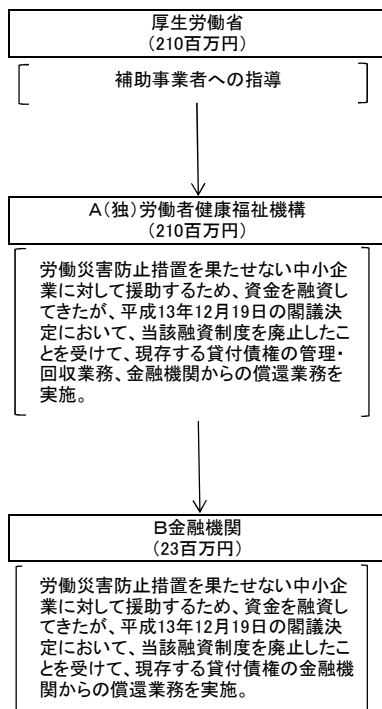 厚生労働省
(210百万円)
補助事業者への指導
A(独)労働者健康福祉機構
(210百万円)
労働災害防止措置を果たせない中小企
業に対して援助するため、資金を融資し
てきたが、平成13年12月19日の閣議決
定において、当該融資制度を廃止したこ
とを受けて、現存する貸付債権の管理・
回収業務、金融機関からの償還業務を
実施。
B金融機関
(23百万円)
労働災害防止措置を果たせない中小企
業に対して援助するため、資金を融資し
てきたが、平成13年12月19日の閣議決
定において、当該融資制度を廃止したこ
とを受けて、現存する貸付債権の金融機
関からの償還業務を実施。